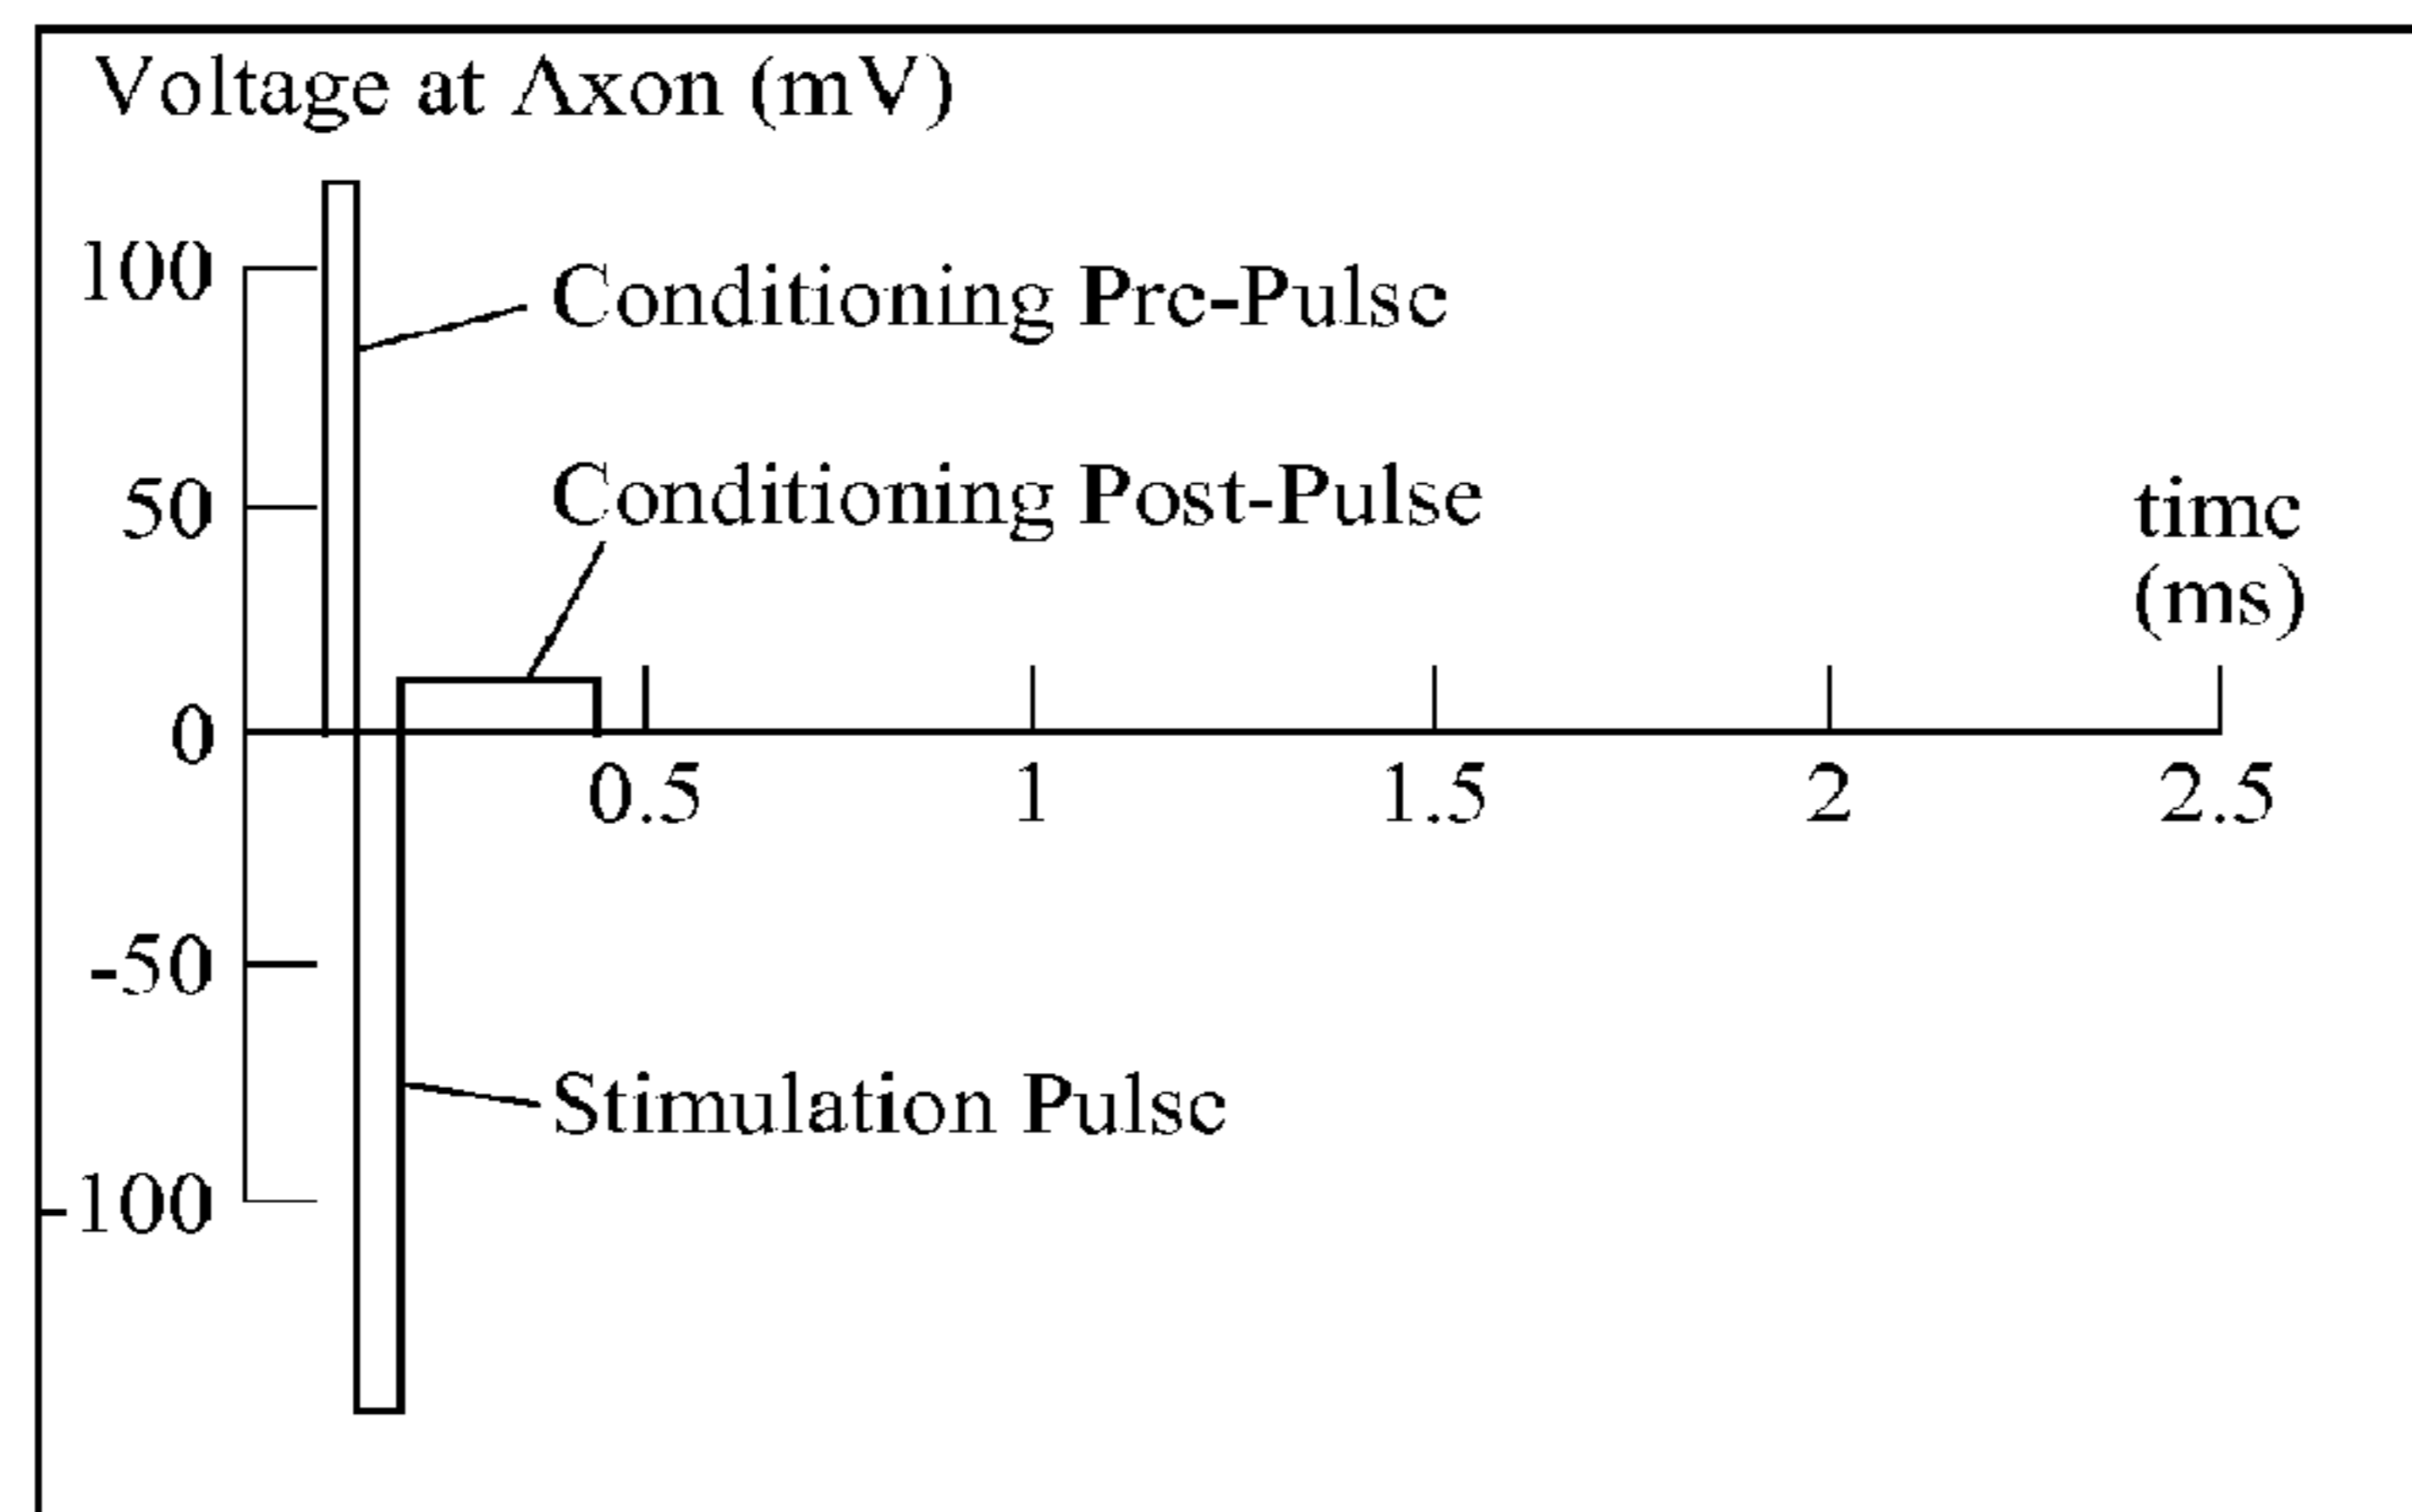 Voltage at Axon (mV)
100
Conditioning Pre-Pulse
50
Conditioning Post-Pulse
time
(ms)
0
0.5
1
1.5
2
2.5
-50
Stimulation Pulse
-100